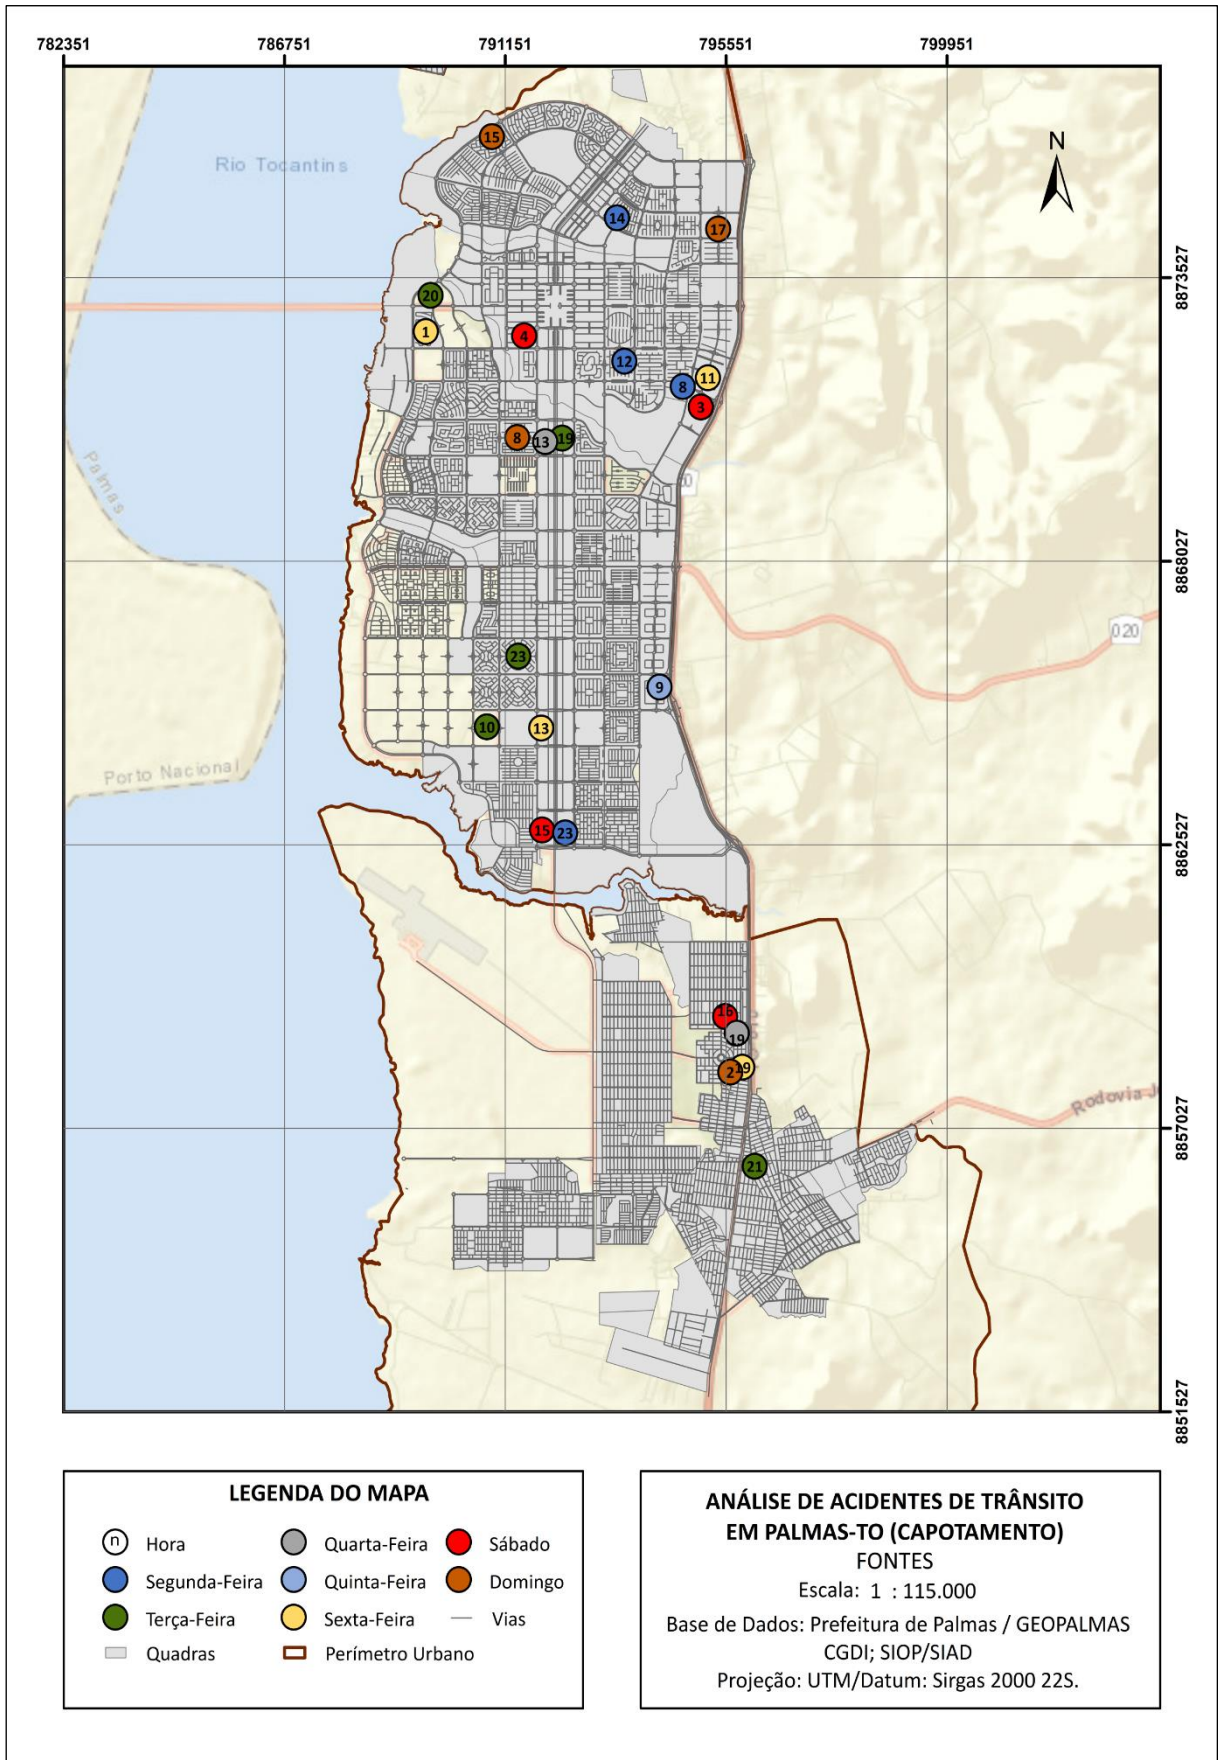 782351 786751 791151 795551 799951
N
Rio Tocantins
15
14
17
8873527
20
1
4
12
11
8
3
8
13
19
Palmas
8868027
020
23
9
10
13
Porto Nacional
15
23
8862527
16
19
2
19
Rodovia J
8857027
21
8851527
LEGENDA DO MAPA
n Hora
Quarta-Feira
Sábado
Segunda-Feira
Quinta-Feira
Domingo
Terça-Feira
Sexta-Feira
Vias
Quadras
Perímetro Urbano
ANÁLISE DE ACIDENTES DE TRÂNSITO
EM PALMAS-TO (CAPOTAMENTO)
FONTES
Escala: 1 : 115.000
Base de Dados: Prefeitura de Palmas / GEOPALMAS
CGDI; SIOP/SIAD
Projeção: UTM/Datum: Sirgas 2000 22S.